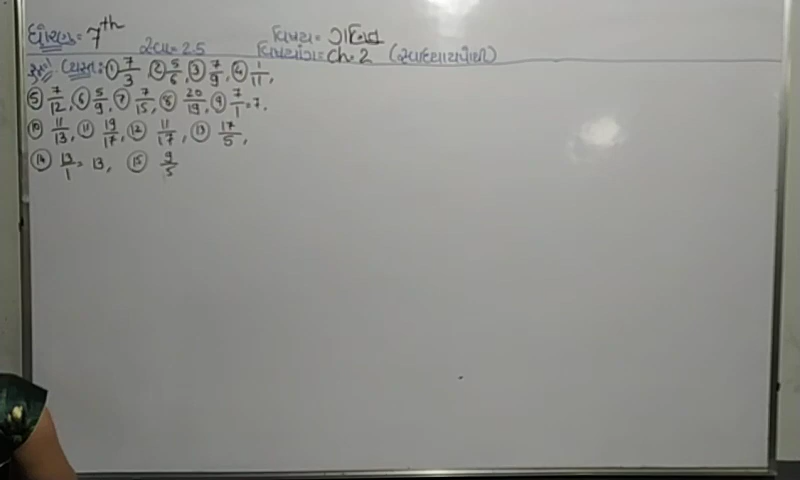 ધોરણ = 7th વિષય = ગણિત
સ્વા = 2.5 વિષયાંગ = Ch. 2 (સ્વાધ્યાયપોથી)
વ્યસ્ત : ① 7/3, ② 5/6, ③ 7/9, ④ 1/11,
⑤ 7/12, ⑥ 5/9, ⑦ 7/15, ⑧ 20/19, ⑨ 7/1 = 7,
⑩ 11/13, ⑪ 19/17, ⑫ 11/17, ⑬ 17/5,
⑭ 13/1 = 13, ⑮ 9/5